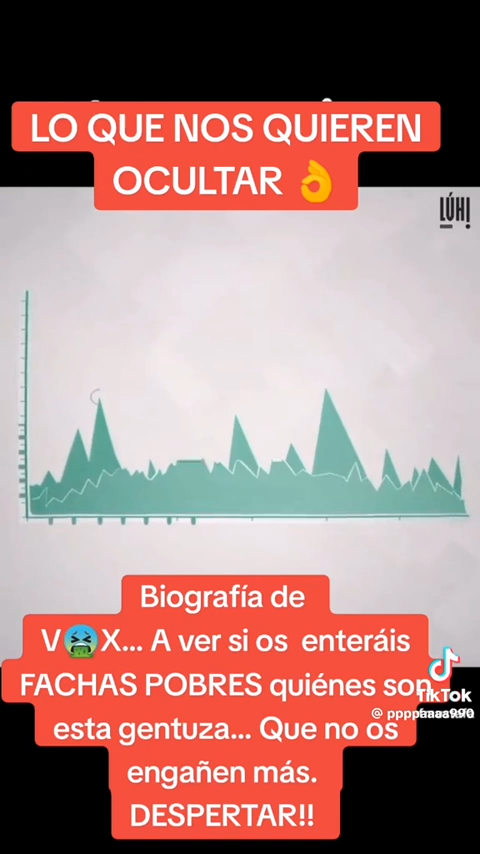 LO QUE NOS QUIEREN
OCULTAR 👌
LÚH!
Biografía de
V🤮X... A ver si os enteráis
FACHAS POBRES quiénes son
esta gentuza... Que no os
engañen más.
DESPERTAR!!
TikTok